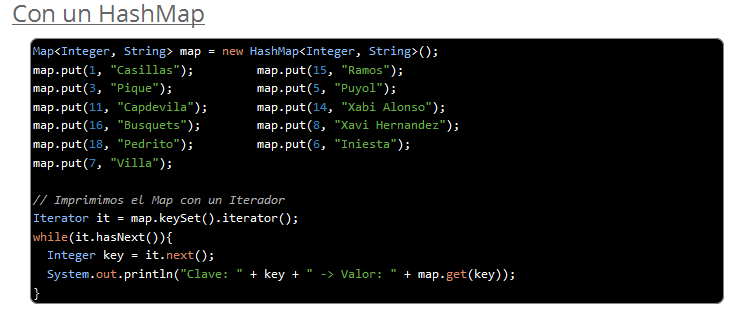 Con un HashMap
Map<Integer, String> map = new HashMap<Integer, String>();
map.put(1, "Casillas");         map.put(15, "Ramos");
map.put(3, "Pique");            map.put(5, "Puyol");
map.put(11, "Capdevila");       map.put(14, "Xabi Alonso");
map.put(16, "Busquets");        map.put(8, "Xavi Hernandez");
map.put(18, "Pedrito");         map.put(6, "Iniesta");
map.put(7, "Villa");
// Imprimimos el Map con un Iterador
Iterator it = map.keySet().iterator();
while(it.hasNext()){
  Integer key = it.next();
  System.out.println("Clave: " + key + " -> Valor: " + map.get(key));
}